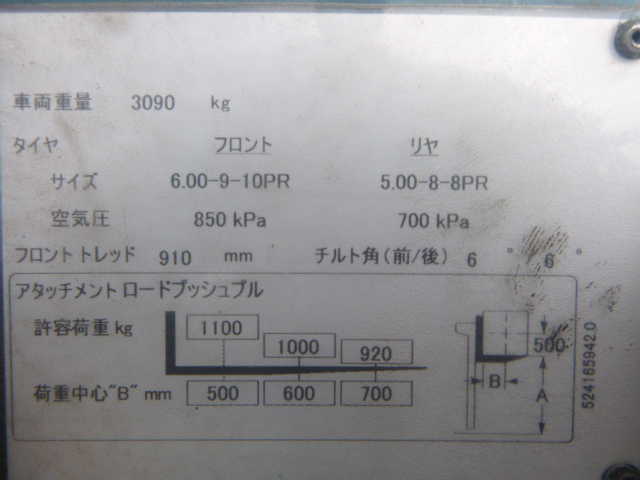 車両重量 3090 kg
タイヤ フロント リヤ
サイズ 6.00-9-10PR 5.00-8-8PR
空気圧 850 kPa 700 kPa
フロント トレッド 910 mm チルト角(前/後) 6 ° 6 °
アタッチメント ロードプッシュプル
許容荷重 kg 1100 1000 920
荷重中心"B" mm 500 600 700
500
B
A
524165942.0